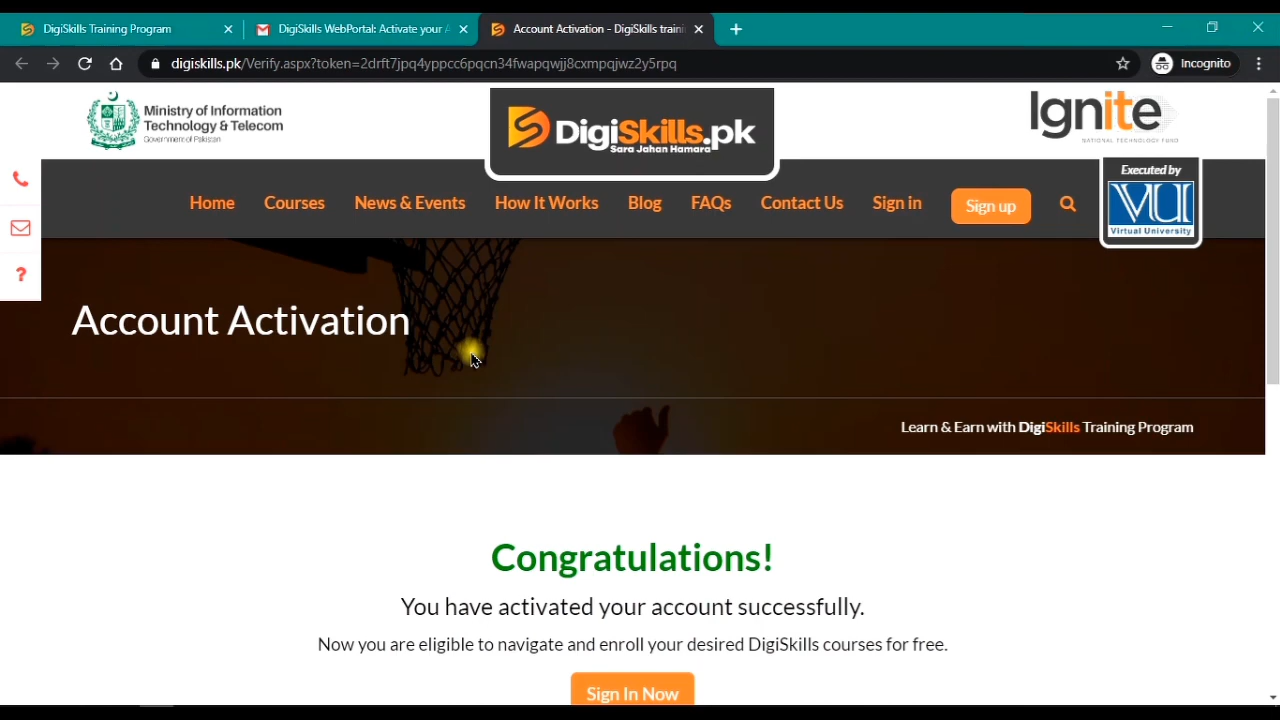 DigiSkills Training Program
DigiSkills WebPortal: Activate your A
Account Activation - DigiSkills traini
digiskills.pk/Verify.aspx?token=2drft7jpq4yppcc6pqcn34fwapqwjj8cxmpqjwz2y5rpq
Incognito
Ministry of Information
Technology & Telecom
Government of Pakistan
DigiSkills.pk
Sara Jahan Hamara
Ignite
NATIONAL TECHNOLOGY FUND
Home
Courses
News & Events
How It Works
Blog
FAQs
Contact Us
Sign in
Sign up
Executed by
VU
Virtual University
?
Account Activation
Learn & Earn with DigiSkills Training Program
Congratulations!
You have activated your account successfully.
Now you are eligible to navigate and enroll your desired DigiSkills courses for free.
Sign In Now